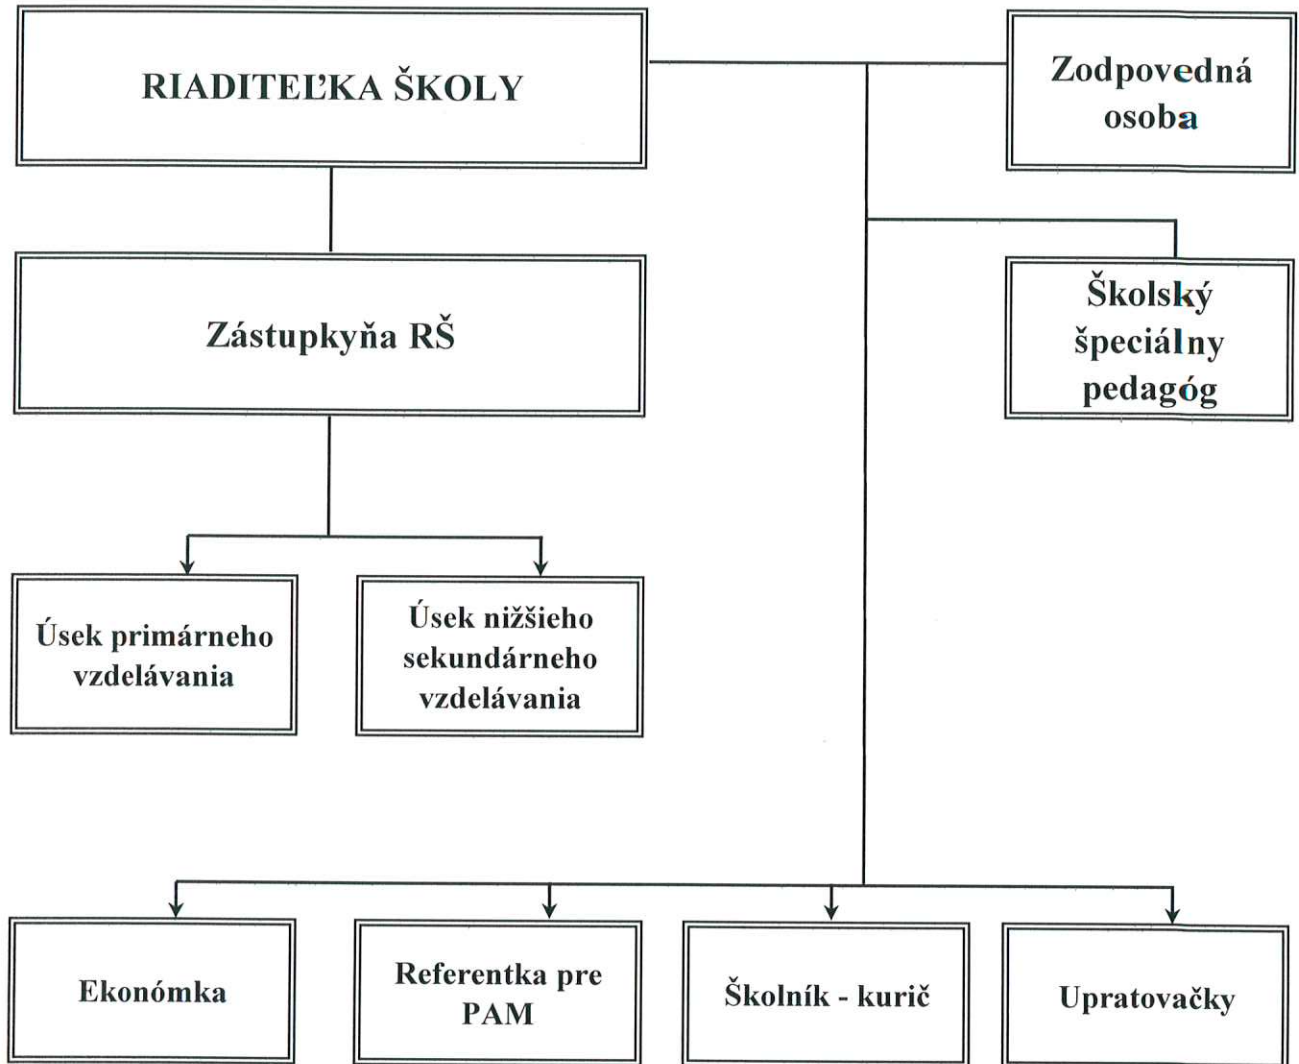 RIADITEĽKA ŠKOLY
Zodpovedná
osoba
Zástupkyňa RŠ
Školský
špeciálny
pedagóg
Úsek primárneho
vzdelávania
Úsek nižšieho
sekundárneho
vzdelávania
Ekonómka
Referentka pre
PAM
Školník - kurič
Upratovačky